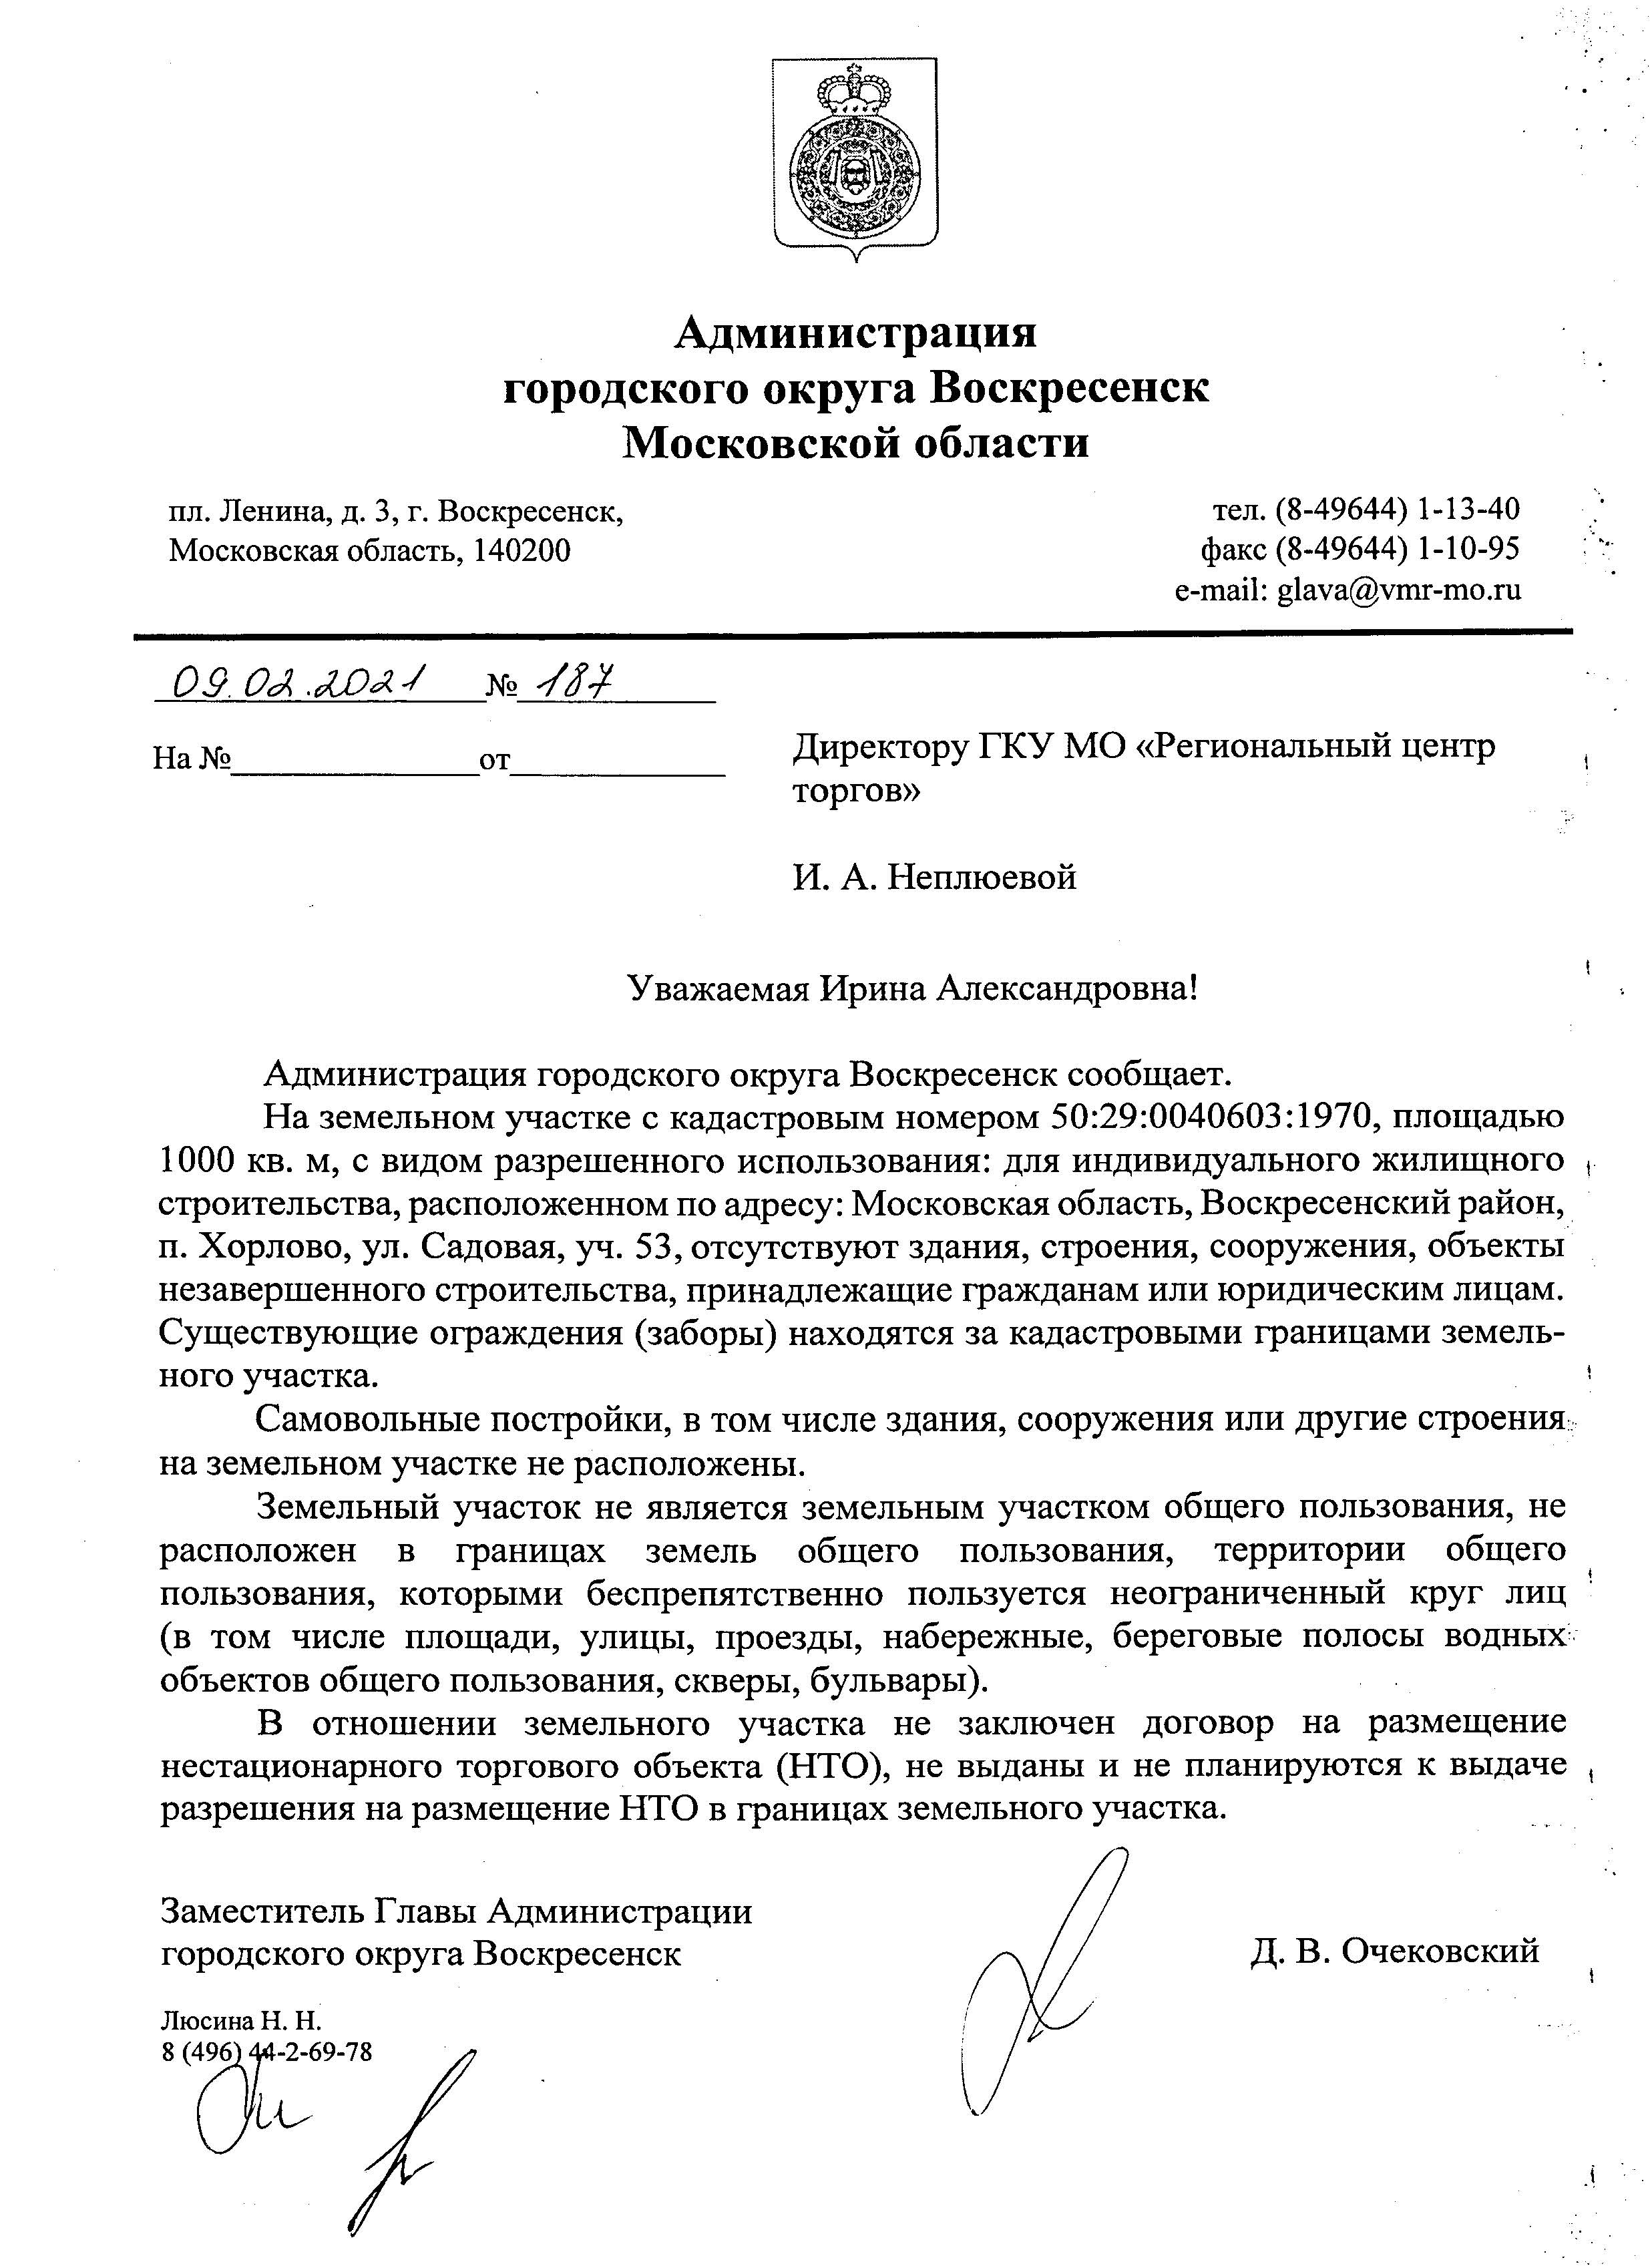 Администрация
городского округа Воскресенск
Московской области
пл. Ленина, д. 3, г. Воскресенск,
Московская область, 140200
тел. (8-49644) 1-13-40
факс (8-49644) 1-10-95
e-mail: glava@vmr-mo.ru
09.02.2021 № 187
На № от
Директору ГКУ МО «Региональный центр
торгов»
И. А. Неплюевой
Уважаемая Ирина Александровна!
Администрация городского округа Воскресенск сообщает.
На земельном участке с кадастровым номером 50:29:0040603:1970, площадью
1000 кв. м, с видом разрешенного использования: для индивидуального жилищного
строительства, расположенном по адресу: Московская область, Воскресенский район,
п. Хорлово, ул. Садовая, уч. 53, отсутствуют здания, строения, сооружения, объекты
незавершенного строительства, принадлежащие гражданам или юридическим лицам.
Существующие ограждения (заборы) находятся за кадастровыми границами земель-
ного участка.
Самовольные постройки, в том числе здания, сооружения или другие строения
на земельном участке не расположены.
Земельный участок не является земельным участком общего пользования, не
расположен в границах земель общего пользования, территории общего
пользования, которыми беспрепятственно пользуется неограниченный круг лиц
(в том числе площади, улицы, проезды, набережные, береговые полосы водных
объектов общего пользования, скверы, бульвары).
В отношении земельного участка не заключен договор на размещение
нестационарного торгового объекта (НТО), не выданы и не планируются к выдаче
разрешения на размещение НТО в границах земельного участка.
Заместитель Главы Администрации
городского округа Воскресенск
Д. В. Очековский
Люсина Н. Н.
8 (496) 44-2-69-78